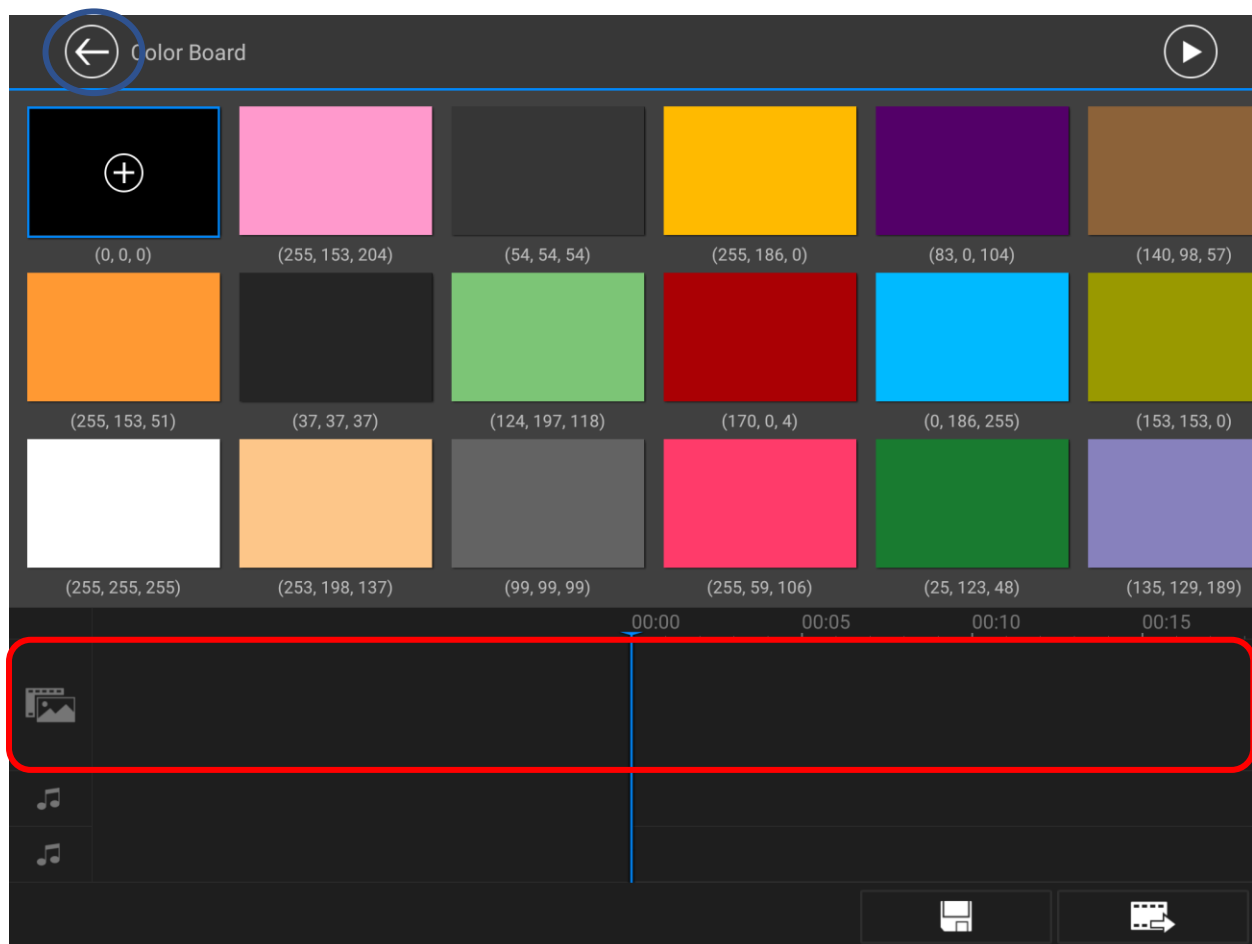 Color Board
(0, 0, 0) (255, 153, 204) (54, 54, 54) (255, 186, 0) (83, 0, 104) (140, 98, 57)
(255, 153, 51) (37, 37, 37) (124, 197, 118) (170, 0, 4) (0, 186, 255) (153, 153, 0)
(255, 255, 255) (253, 198, 137) (99, 99, 99) (255, 59, 106) (25, 123, 48) (135, 129, 189)
00:00 00:05 00:10 00:15